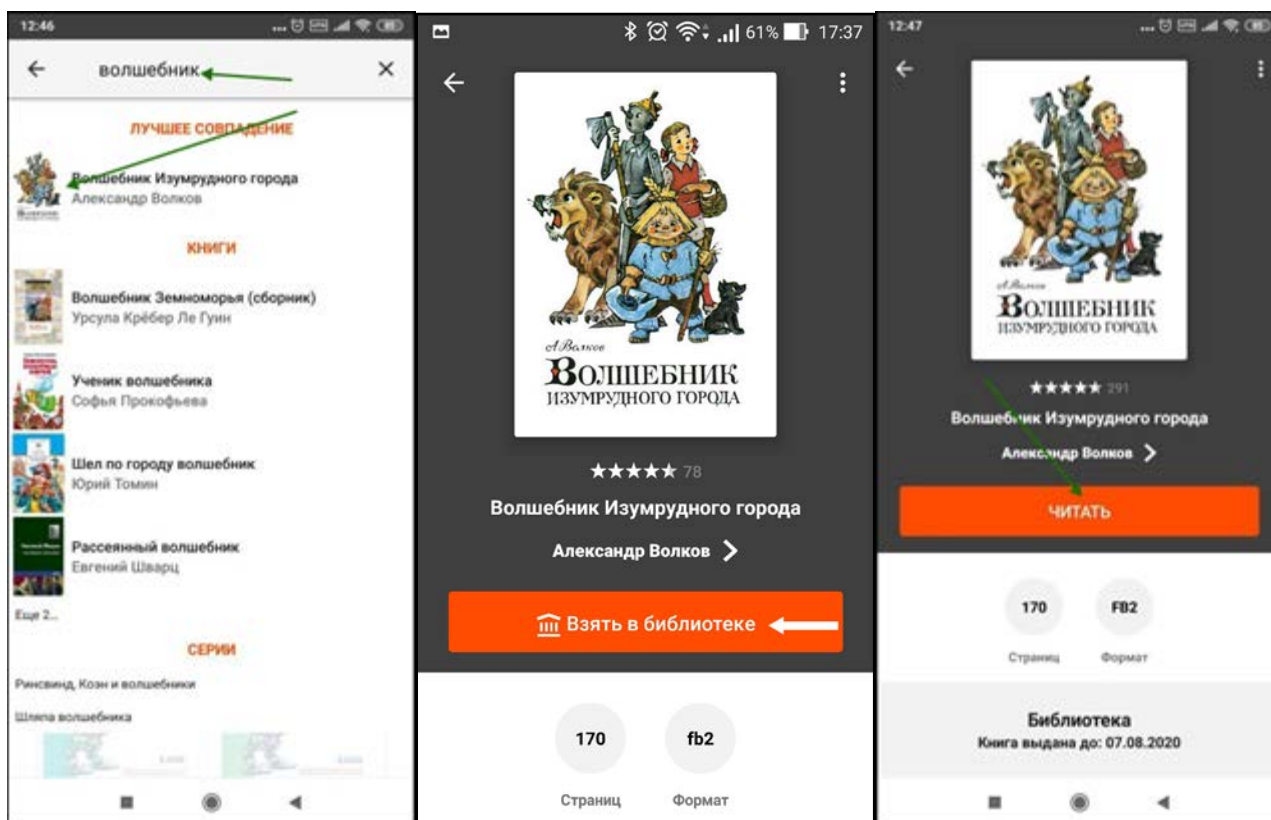 12:46
волшебник
ЛУЧШЕЕ СОВПАДЕНИЕ
Волшебник Изумрудного города
Александр Волков
КНИГИ
Волшебник Земноморья (сборник)
Урсула Крёбер Ле Гуин
Ученик волшебника
Софья Прокофьева
Шел по городу волшебник
Юрий Томин
Рассеянный волшебник
Евгений Шварц
Еще 2...
СЕРИИ
Ринсвинд, Коэн и волшебники
Шляпа волшебника
61% 17:37
А.Волков
ВОЛШЕБНИК
ИЗУМРУДНОГО ГОРОДА
78
Волшебник Изумрудного города
Александр Волков
Взять в библиотеке
170 fb2
Страниц Формат
12:47
А.Волков
ВОЛШЕБНИК
ИЗУМРУДНОГО ГОРОДА
291
Волшебник Изумрудного города
Александр Волков
ЧИТАТЬ
170 FB2
Страниц Формат
Библиотека
Книга выдана до: 07.08.2020